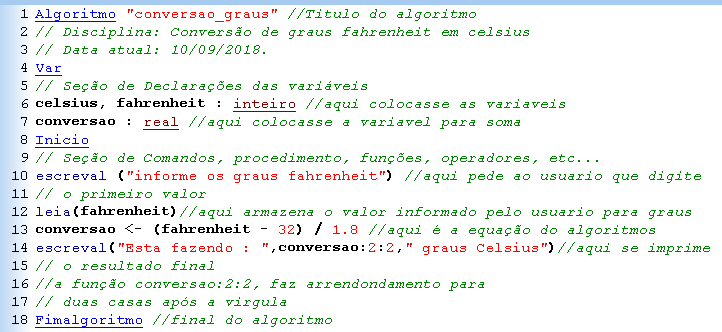 1 Algoritmo "conversao_graus" //Titulo do algoritmo
2 // Disciplina: Conversão de graus fahrenheit em celsius
3 // Data atual: 10/09/2018.
4 Var
5 // Seção de Declarações das variáveis
6 celsius, fahrenheit : inteiro //aqui colocasse as variaveis
7 conversao : real //aqui colocasse a variavel para soma
8 Inicio
9 // Seção de Comandos, procedimento, funções, operadores, etc...
10 escreval ("informe os graus fahrenheit") //aqui pede ao usuario que digite
11 // o primeiro valor
12 leia(fahrenheit)//aqui armazena o valor informado pelo usuario para graus
13 conversao <- (fahrenheit - 32) / 1.8 //aqui é a equação do algoritmos
14 escreval("Esta fazendo : ",conversao:2:2," graus Celsius")//aqui se imprime
15 // o resultado final
16 //a função conversao:2:2, faz arrendondamento para
17 // duas casas após a virgula
18 Fimalgoritmo //final do algoritmo